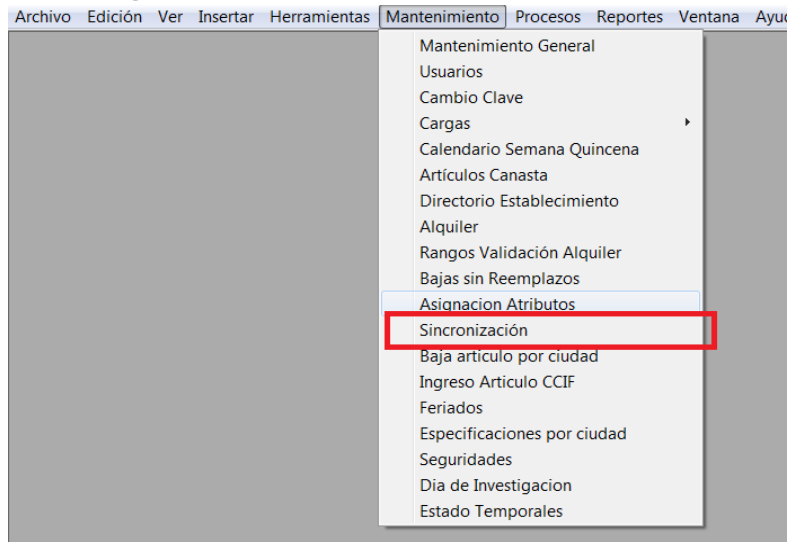 Archivo Edición Ver Insertar Herramientas Mantenimiento Procesos Reportes Ventana
Mantenimiento General
Usuarios
Cambio Clave
Cargas
Calendario Semana Quincena
Artículos Canasta
Directorio Establecimiento
Alquiler
Rangos Validación Alquiler
Bajas sin Reemplazos
Asignacion Atributos
Sincronización
Baja articulo por ciudad
Ingreso Articulo CCIF
Feriados
Especificaciones por ciudad
Seguridades
Dia de Investigacion
Estado Temporales